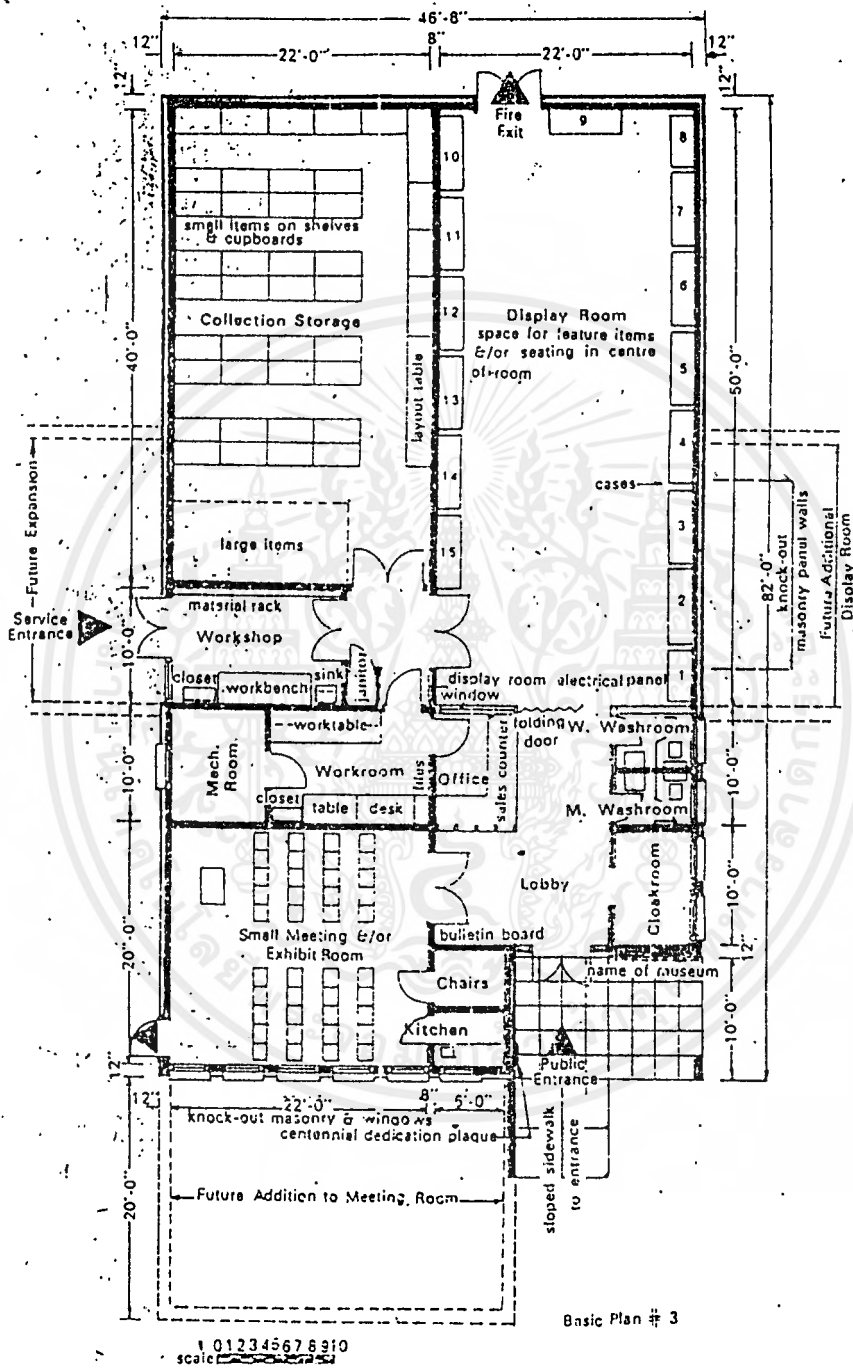 46'-8"
12"
22'-0"
8"
22'-0"
12"
12"
12"
Fire
Exit
9
10
8
11
7
small items on shelves
& cupboards
12
6
Collection Storage
Display Room
space for feature items
&/or seating in centre
of room
40'-0"
50'-0"
layout table
13
5
14
4
cases
15
3
large items
2
1
Future Expansion
82'-0"
knock-out
masonry panel walls
Future Additional
Display Room
Service
Entrance
material rack
Workshop
10'-0"
closet
workbench
sink
janitor
display room electrical panel
window
folding
door
worktable
Mech.
Room
Workroom
files
Office
sales counter
W. Washroom
M. Washroom
10'-0"
10'-0"
closet
table
desk
Lobby
Cloakroom
10'-0"
Small Meeting &/or
Exhibit Room
bulletin board
20'-0"
12"
name of museum
Chairs
Kitchen
10'-0"
Public
Entrance
12"
12"
22'-0"
8"
6'-0"
knock-out masonry & windows
centennial dedication plaque
sloped sidewalk
to entrance
20'-0"
Future Addition to Meeting Room
Basic Plan # 3
1 0 1 2 3 4 5 6 7 8 9 10
scale